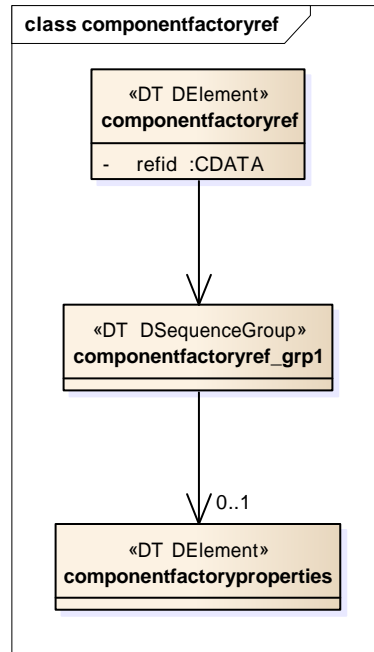 class componentfactoryref
«DT DElement»
componentfactoryref
- refid :CDATA
«DT DSequenceGroup»
componentfactoryref_grp1
0..1
«DT DElement»
componentfactoryproperties